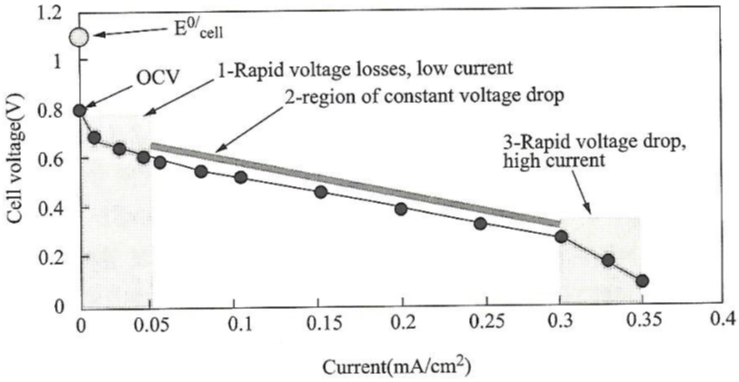 1.2
E0/cell
1
1-Rapid voltage losses, low current
OCV
2-region of constant voltage drop
0.8
3-Rapid voltage drop,
high current
0.6
0.4
0.2
0
Cell voltage(V)
0 0.05 0.1 0.15 0.2 0.25 0.3 0.35 0.4
Current(mA/cm²)